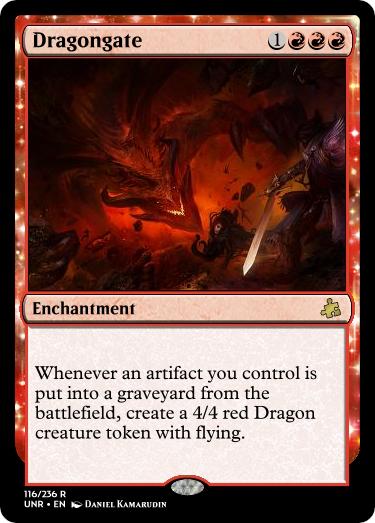 Dragongate 1
Enchantment
Whenever an artifact you control is
put into a graveyard from the
battlefield, create a 4/4 red Dragon
creature token with flying.
116/236 R
UNR • EN Daniel Kamarudin